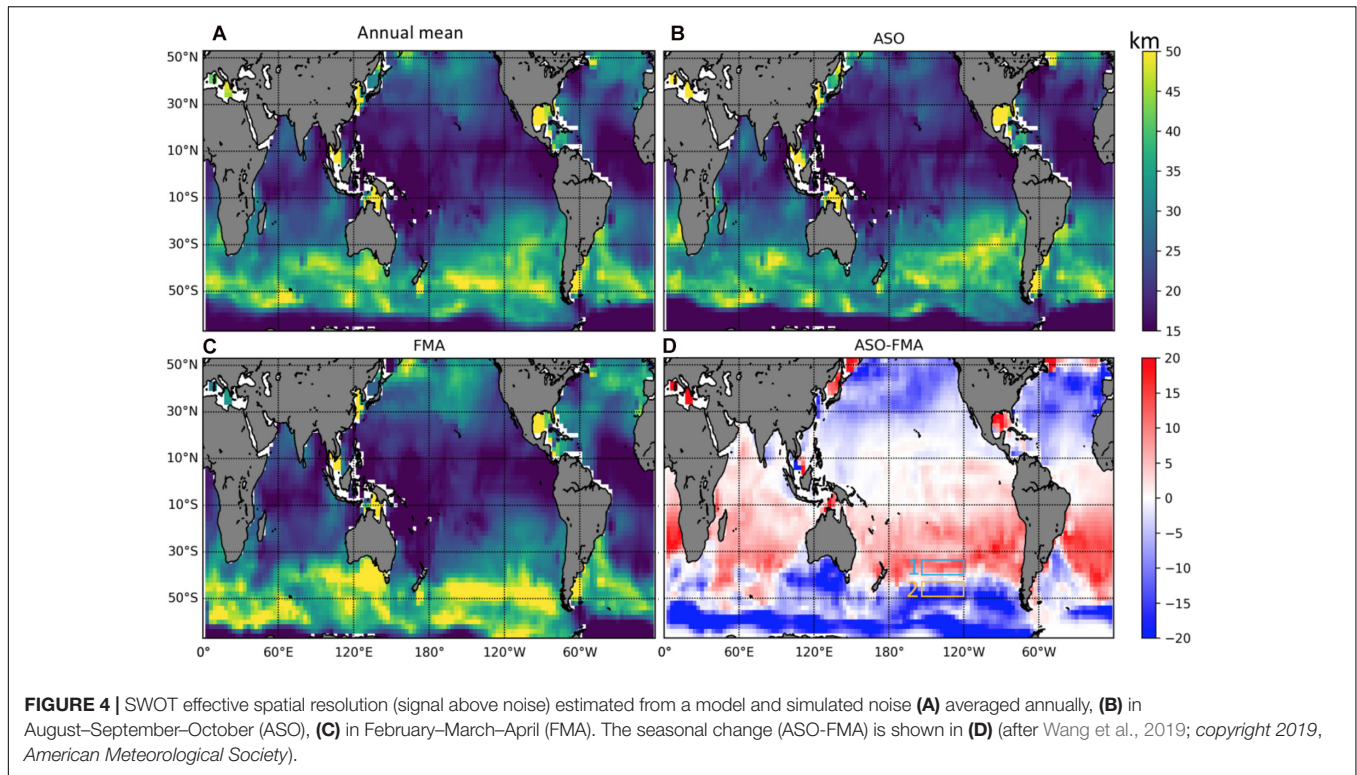 A
Annual mean
B
ASO
km
50°N
30°N
10°N
10°S
30°S
50°S
50
45
40
35
30
25
20
15
C
FMA
D
ASO-FMA
50°N
30°N
10°N
10°S
30°S
50°S
1
2
20
15
10
5
0
−5
−10
−15
−20
0°
60°E
120°E
180°
120°W
60°W
0°
60°E
120°E
180°
120°W
60°W
FIGURE 4 | SWOT effective spatial resolution (signal above noise) estimated from a model and simulated noise (A) averaged annually, (B) in
August–September–October (ASO), (C) in February–March–April (FMA). The seasonal change (ASO-FMA) is shown in (D) (after Wang et al., 2019; copyright 2019,
American Meteorological Society).